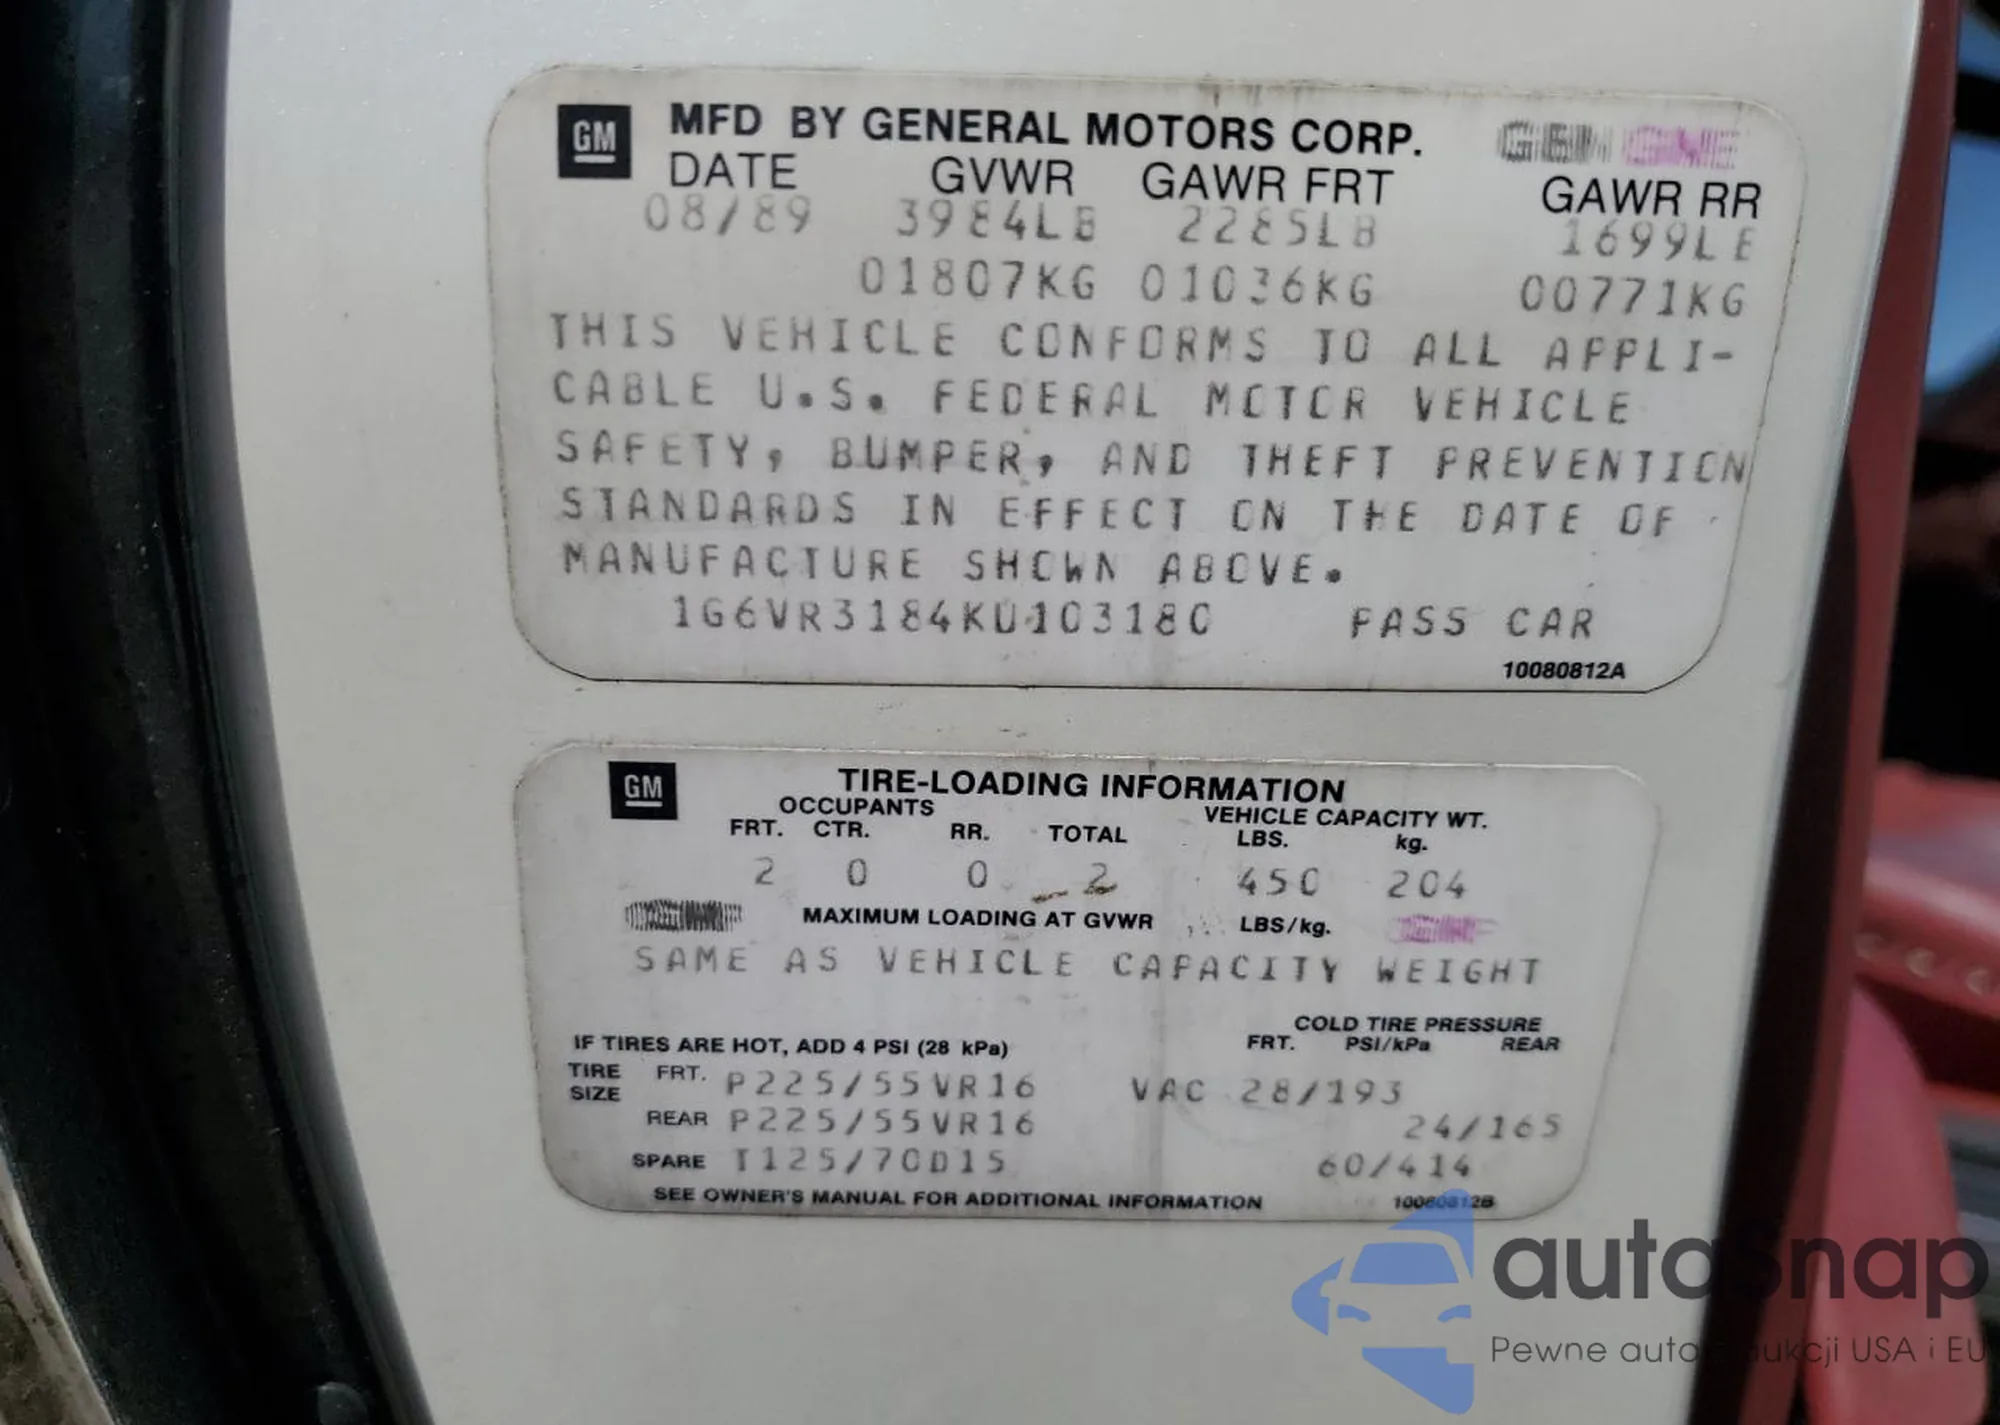 GM MFD BY GENERAL MOTORS CORP.
DATE GVWR GAWR FRT GAWR RR
08/89 3984LB 2285LB 1699LB
01807KG 01036KG 00771KG
THIS VEHICLE CONFORMS TO ALL APPLI-
CABLE U.S. FEDERAL MOTOR VEHICLE
SAFETY, BUMPER, AND THEFT PREVENTION
STANDARDS IN EFFECT ON THE DATE OF
MANUFACTURE SHOWN ABOVE.
1G6VR3184KU103180 PASS CAR
10080812A
GM TIRE-LOADING INFORMATION
OCCUPANTS VEHICLE CAPACITY WT.
FRT. CTR. RR. TOTAL LBS. kg.
2 0 0 2 450 204
MAXIMUM LOADING AT GVWR LBS/kg.
SAME AS VEHICLE CAPACITY WEIGHT
COLD TIRE PRESSURE
IF TIRES ARE HOT, ADD 4 PSI (28 kPa) FRT. PSI/kPa REAR
TIRE SIZE FRT. P225/55VR16 VAC 28/193
REAR P225/55VR16 24/165
SPARE T125/70D15 60/414
SEE OWNER'S MANUAL FOR ADDITIONAL INFORMATION 10080812B
autoSnap
Pewne auta z aukcji USA i EU